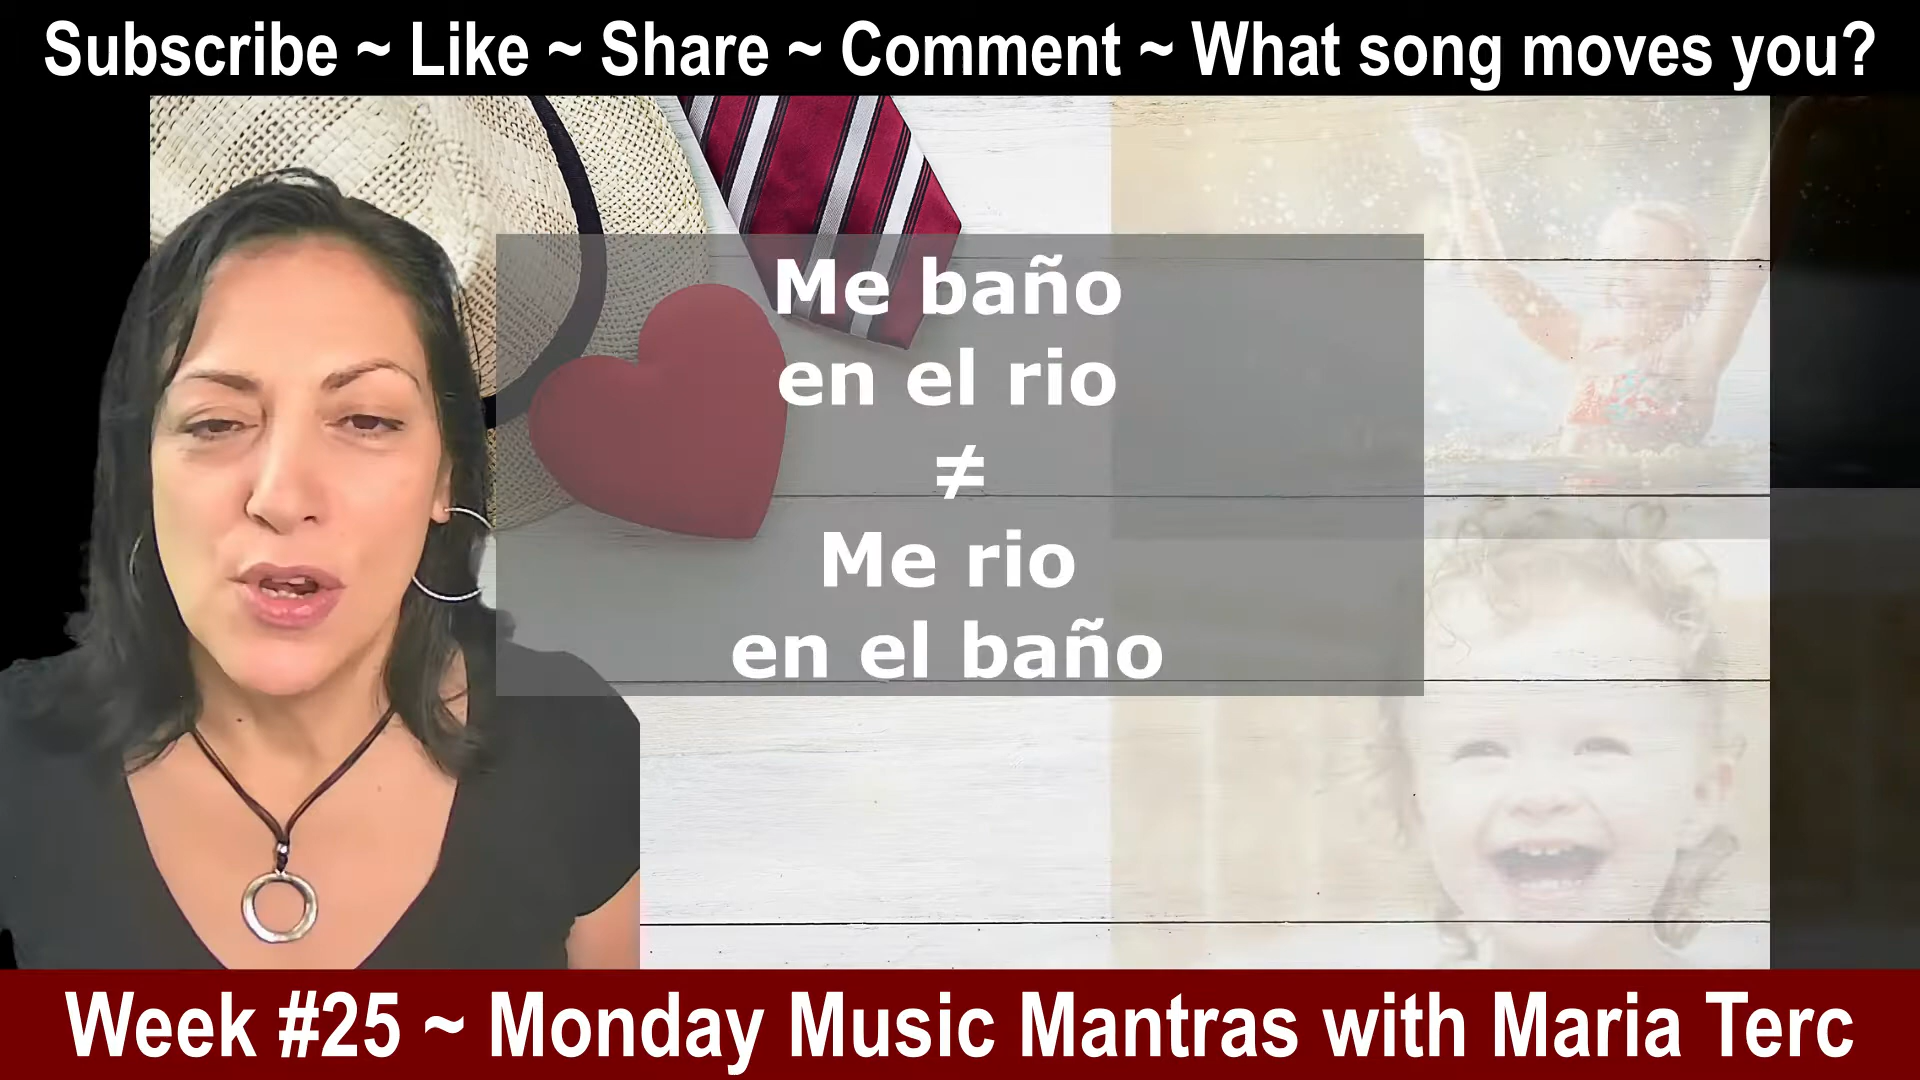 Subscribe ~ Like ~ Share ~ Comment ~ What song moves you?
Me baño
en el rio
≠
Me rio
en el baño
Week #25 ~ Monday Music Mantras with Maria Terc